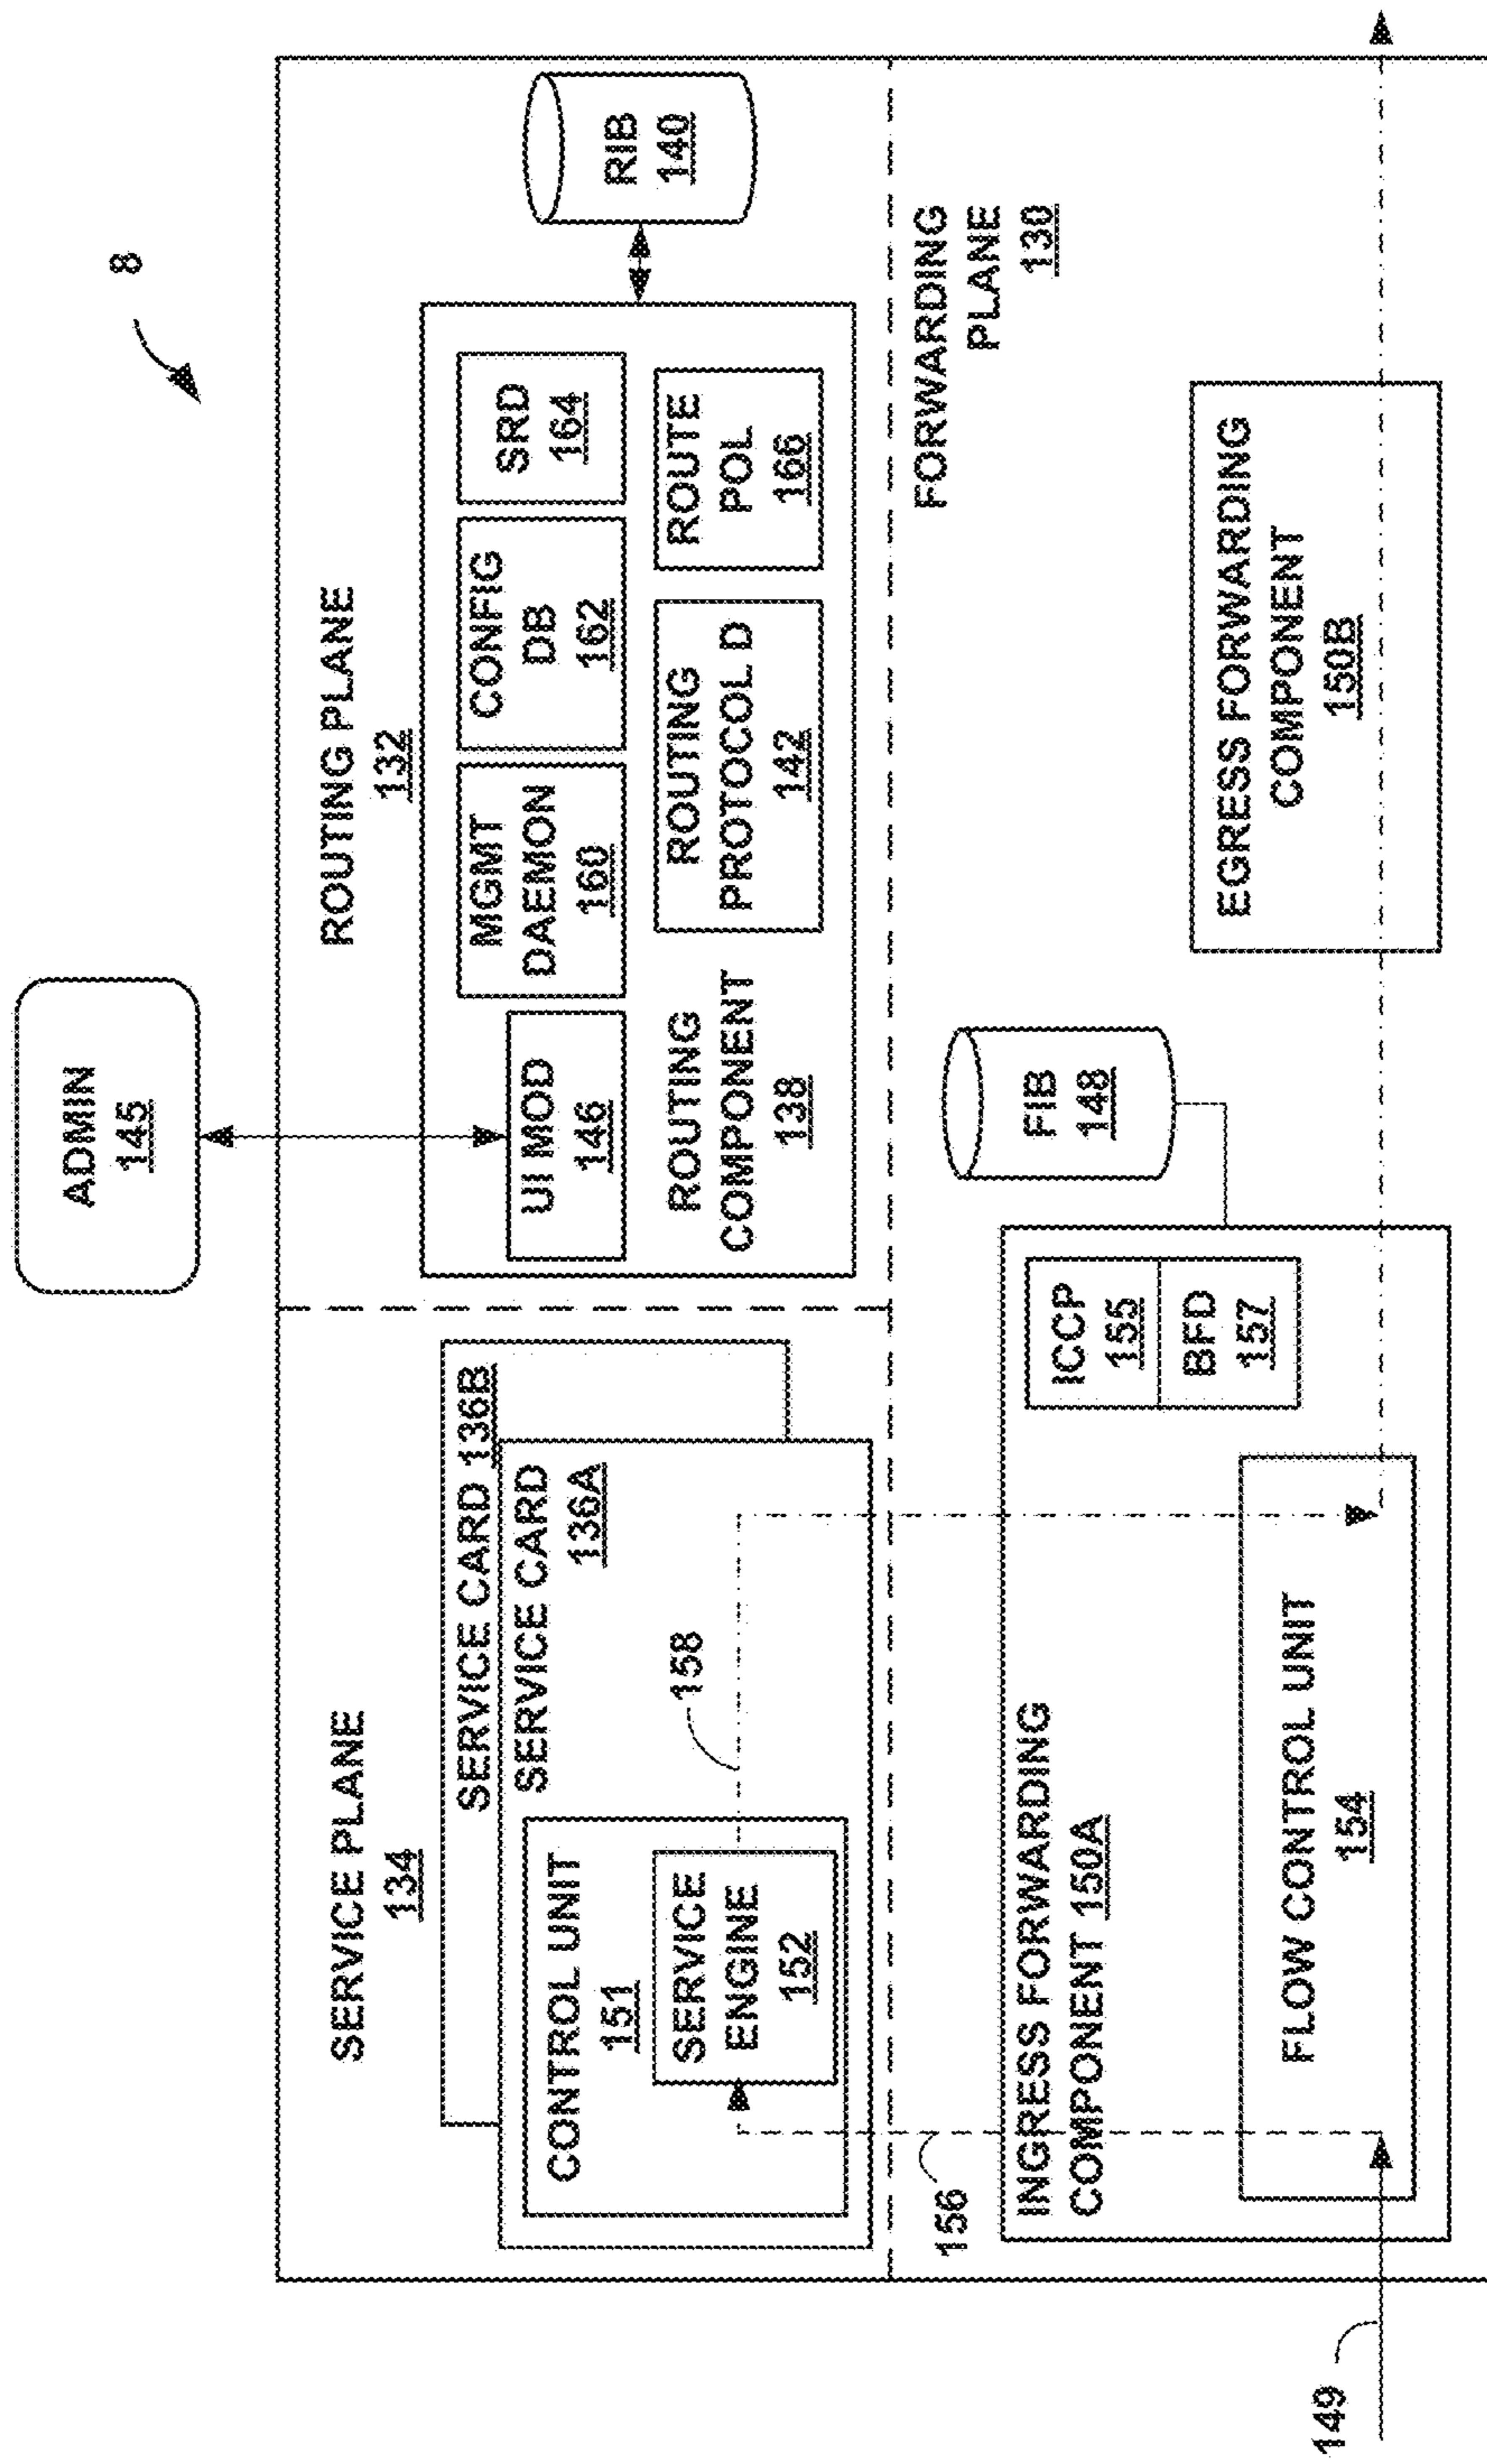 8
ADMIN
145
SERVICE PLANE
134
SERVICE CARD 136B
SERVICE CARD
136A
CONTROL UNIT
151
SERVICE
ENGINE
152
158
ROUTING PLANE
132
UI MOD
146
MGMT
DAEMON
160
CONFIG
DB
162
SRD
164
ROUTING
COMPONENT
138
ROUTING
PROTOCOL D
142
ROUTE
POL
166
RIB
140
156
INGRESS FORWARDING
COMPONENT 150A
ICCP
155
BFD
157
FLOW CONTROL UNIT
154
FIB
148
FORWARDING
PLANE
130
EGRESS FORWARDING
COMPONENT
150B
149